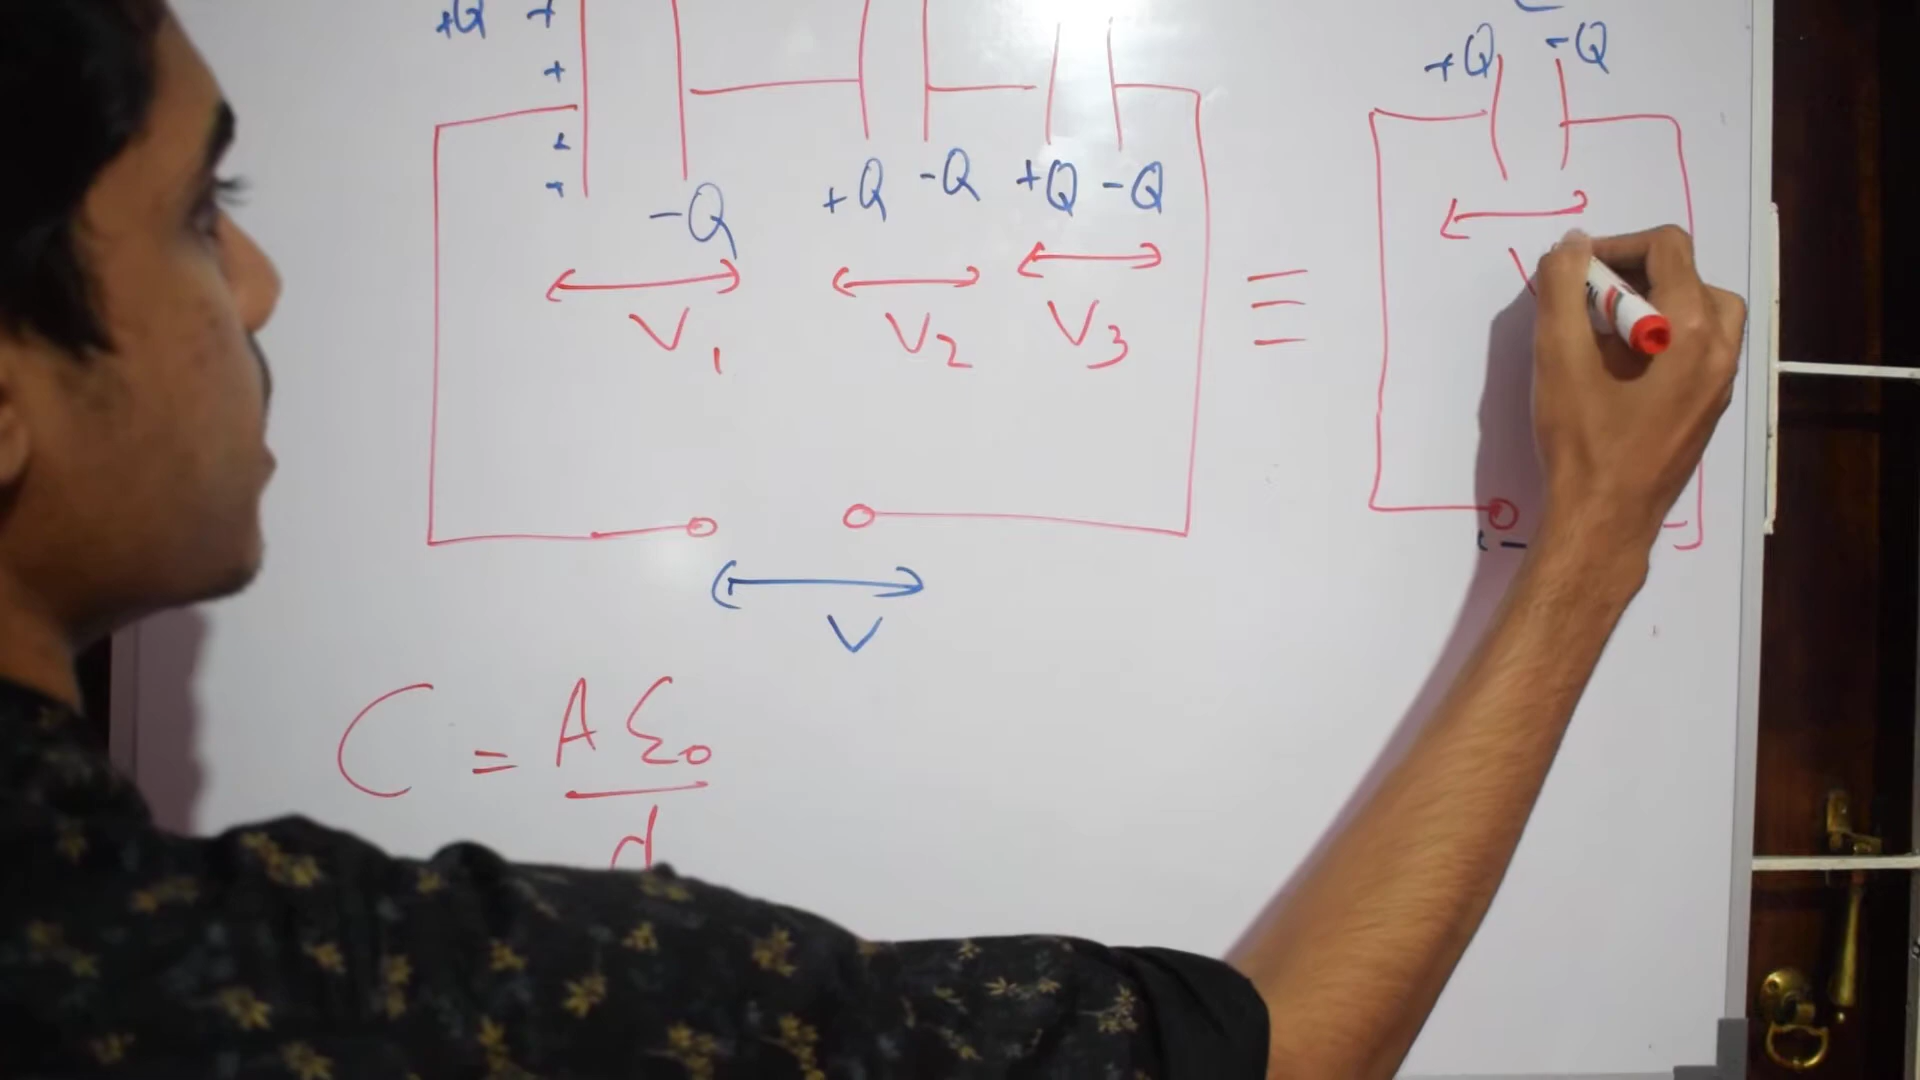 +Q + +Q -Q
+
+
+
-Q +Q -Q +Q -Q
V1 V2 V3 ≡ V
V
C = Aε0
d